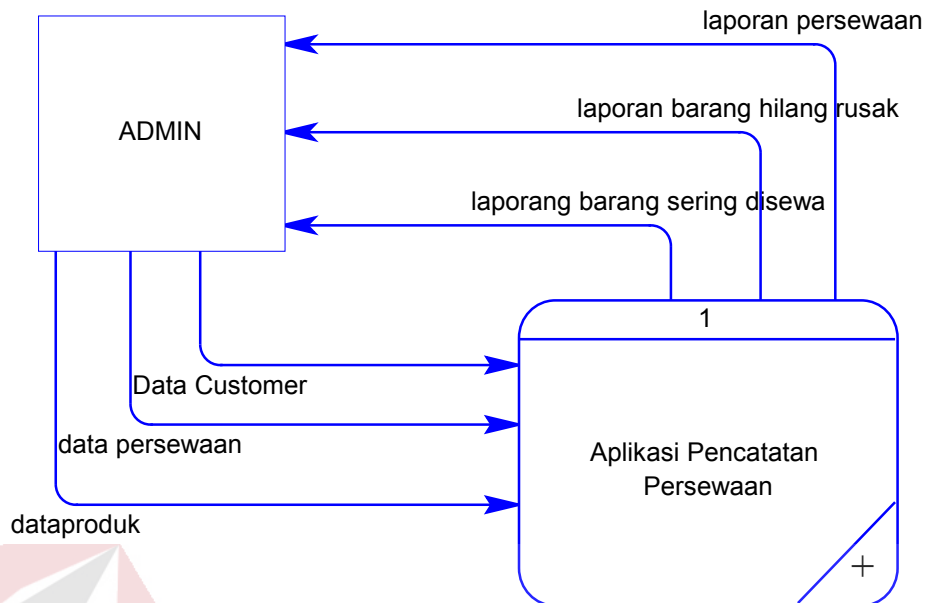 laporan persewaan
laporan barang hilang rusak
ADMIN
laporang barang sering disewa
1
Data Customer
data persewaan
Aplikasi Pencatatan
Persewaan
dataproduk
+